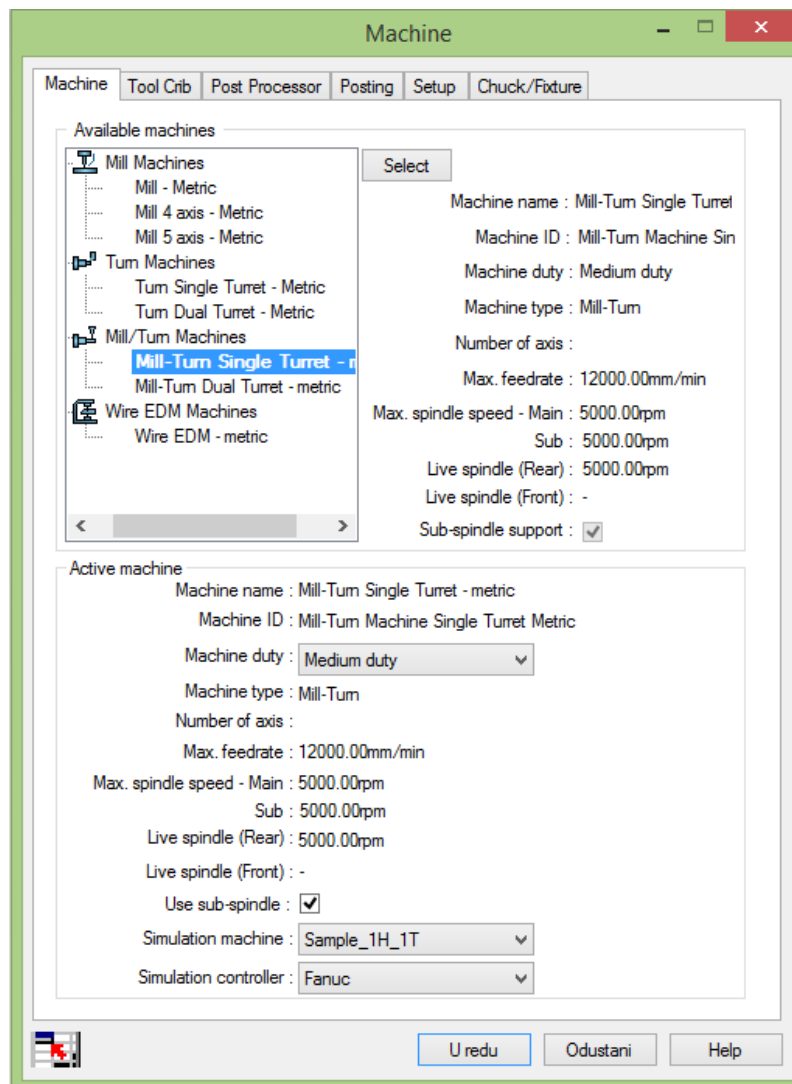 Machine
Machine Tool Crib Post Processor Posting Setup Chuck/Fixture
Available machines
Mill Machines
Mill - Metric
Mill 4 axis - Metric
Mill 5 axis - Metric
Turn Machines
Turn Single Turret - Metric
Turn Dual Turret - Metric
Mill/Turn Machines
Mill-Turn Single Turret - m
Mill-Turn Dual Turret - metric
Wire EDM Machines
Wire EDM - metric
Select
Machine name : Mill-Turn Single Turret
Machine ID : Mill-Turn Machine Sin
Machine duty : Medium duty
Machine type : Mill-Turn
Number of axis :
Max. feedrate : 12000.00mm/min
Max. spindle speed - Main : 5000.00rpm
Sub : 5000.00rpm
Live spindle (Rear) : 5000.00rpm
Live spindle (Front) : -
Sub-spindle support :
Active machine
Machine name : Mill-Turn Single Turret - metric
Machine ID : Mill-Turn Machine Single Turret Metric
Machine duty : Medium duty
Machine type : Mill-Turn
Number of axis :
Max. feedrate : 12000.00mm/min
Max. spindle speed - Main : 5000.00rpm
Sub : 5000.00rpm
Live spindle (Rear) : 5000.00rpm
Live spindle (Front) : -
Use sub-spindle :
Simulation machine : Sample_1H_1T
Simulation controller : Fanuc
U redu Odustani Help